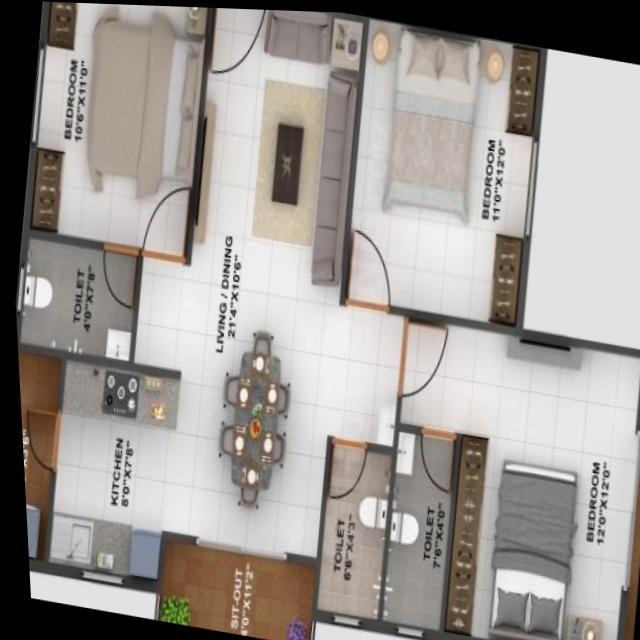 BEDROOM
10'6"X11'0"
BEDROOM
11'0"X12'0"
TOILET
4'0"X7'5"
LIVING / DINING
21'4"X10'6"
KITCHEN
8'0"X7'8"
TOILET
6'6"X4'3"
TOILET
7'6"X4'0"
BEDROOM
12'0"X12'0"
SIT-OUT